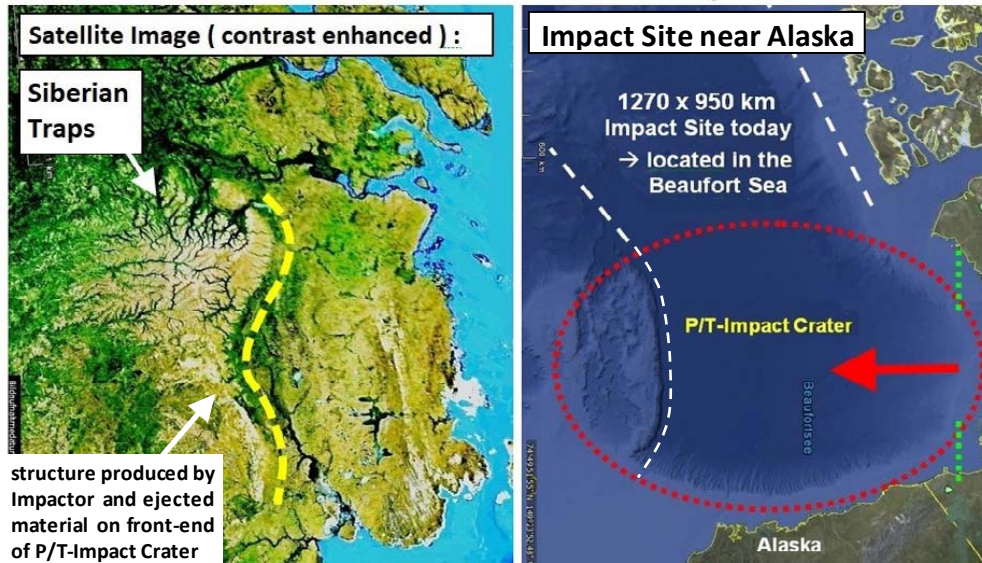 Satellite Image ( contrast enhanced ) :
Siberian
Traps
structure produced by
Impactor and ejected
material on front-end
of P/T-Impact Crater
Impact Site near Alaska
1270 x 950 km
Impact Site today
→ located in the
Beaufort Sea
P/T-Impact Crater
Beaufortsee
Alaska